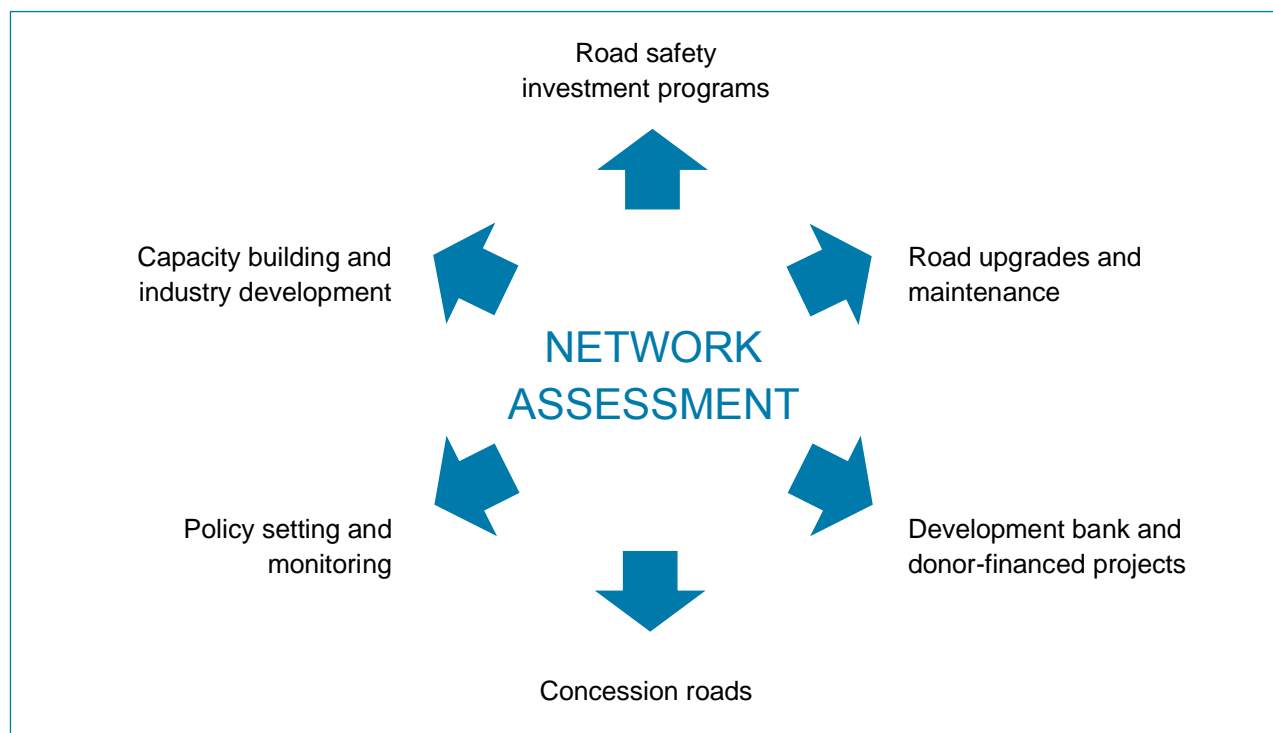 Road safety
investment programs
Capacity building and
industry development
Road upgrades and
maintenance
NETWORK
ASSESSMENT
Policy setting and
monitoring
Development bank and
donor-financed projects
Concession roads